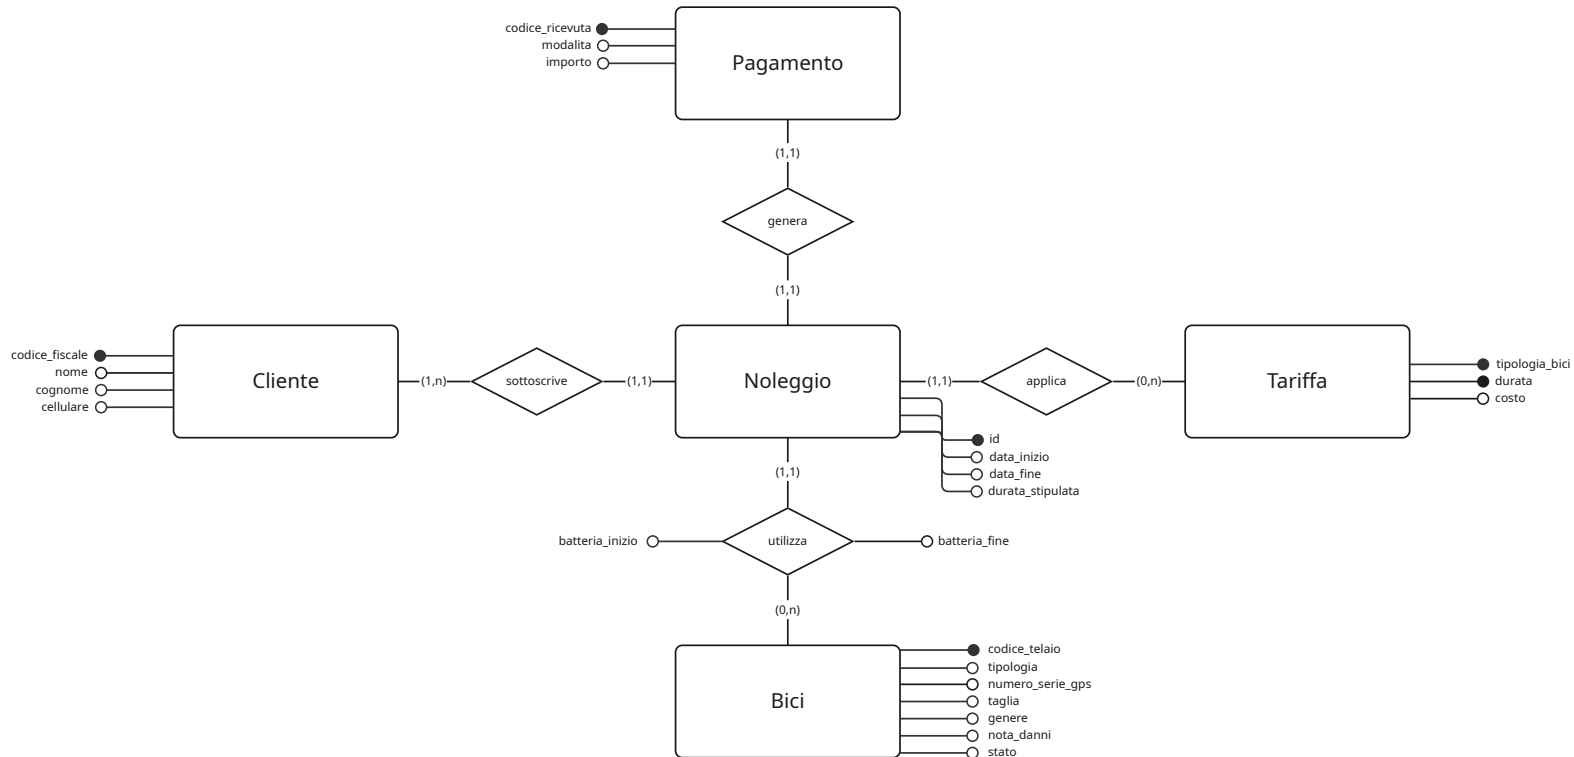 codice_ricevuta
modalita
importo
Pagamento
(1,1)
genera
(1,1)
codice_fiscale
nome
cognome
cellulare
Cliente
(1,n)
sottoscrive
(1,1)
Noleggio
(1,1)
applica
(0,n)
Tariffa
tipologia_bici
durata
costo
id
data_inizio
data_fine
durata_stipulata
(1,1)
batteria_inizio
utilizza
batteria_fine
(0,n)
Bici
codice_telaio
tipologia
numero_serie_gps
taglia
genere
nota_danni
stato